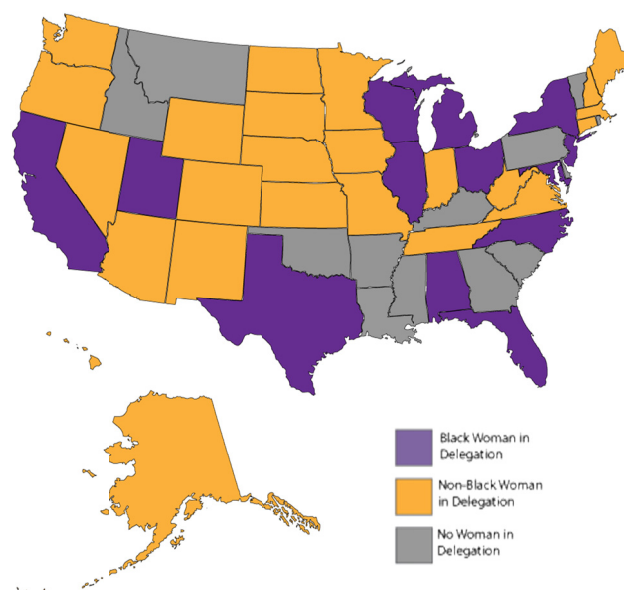 Black Woman in
Delegation
Non-Black Woman
in Delegation
No Woman in
Delegation